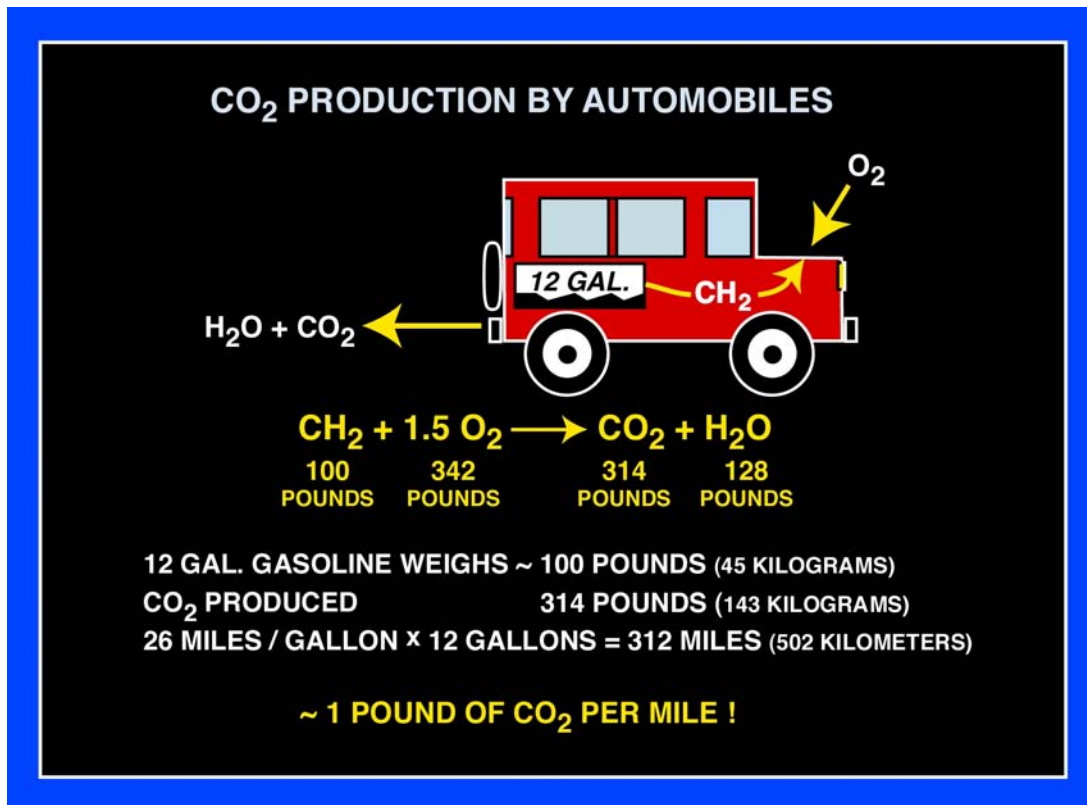 CO₂ PRODUCTION BY AUTOMOBILES
O₂
12 GAL.
CH₂
H₂O + CO₂
CH₂ + 1.5 O₂ → CO₂ + H₂O
100 342 314 128
POUNDS POUNDS POUNDS POUNDS
12 GAL. GASOLINE WEIGHS ~ 100 POUNDS (45 KILOGRAMS)
CO₂ PRODUCED 314 POUNDS (143 KILOGRAMS)
26 MILES / GALLON x 12 GALLONS = 312 MILES (502 KILOMETERS)
~ 1 POUND OF CO₂ PER MILE !